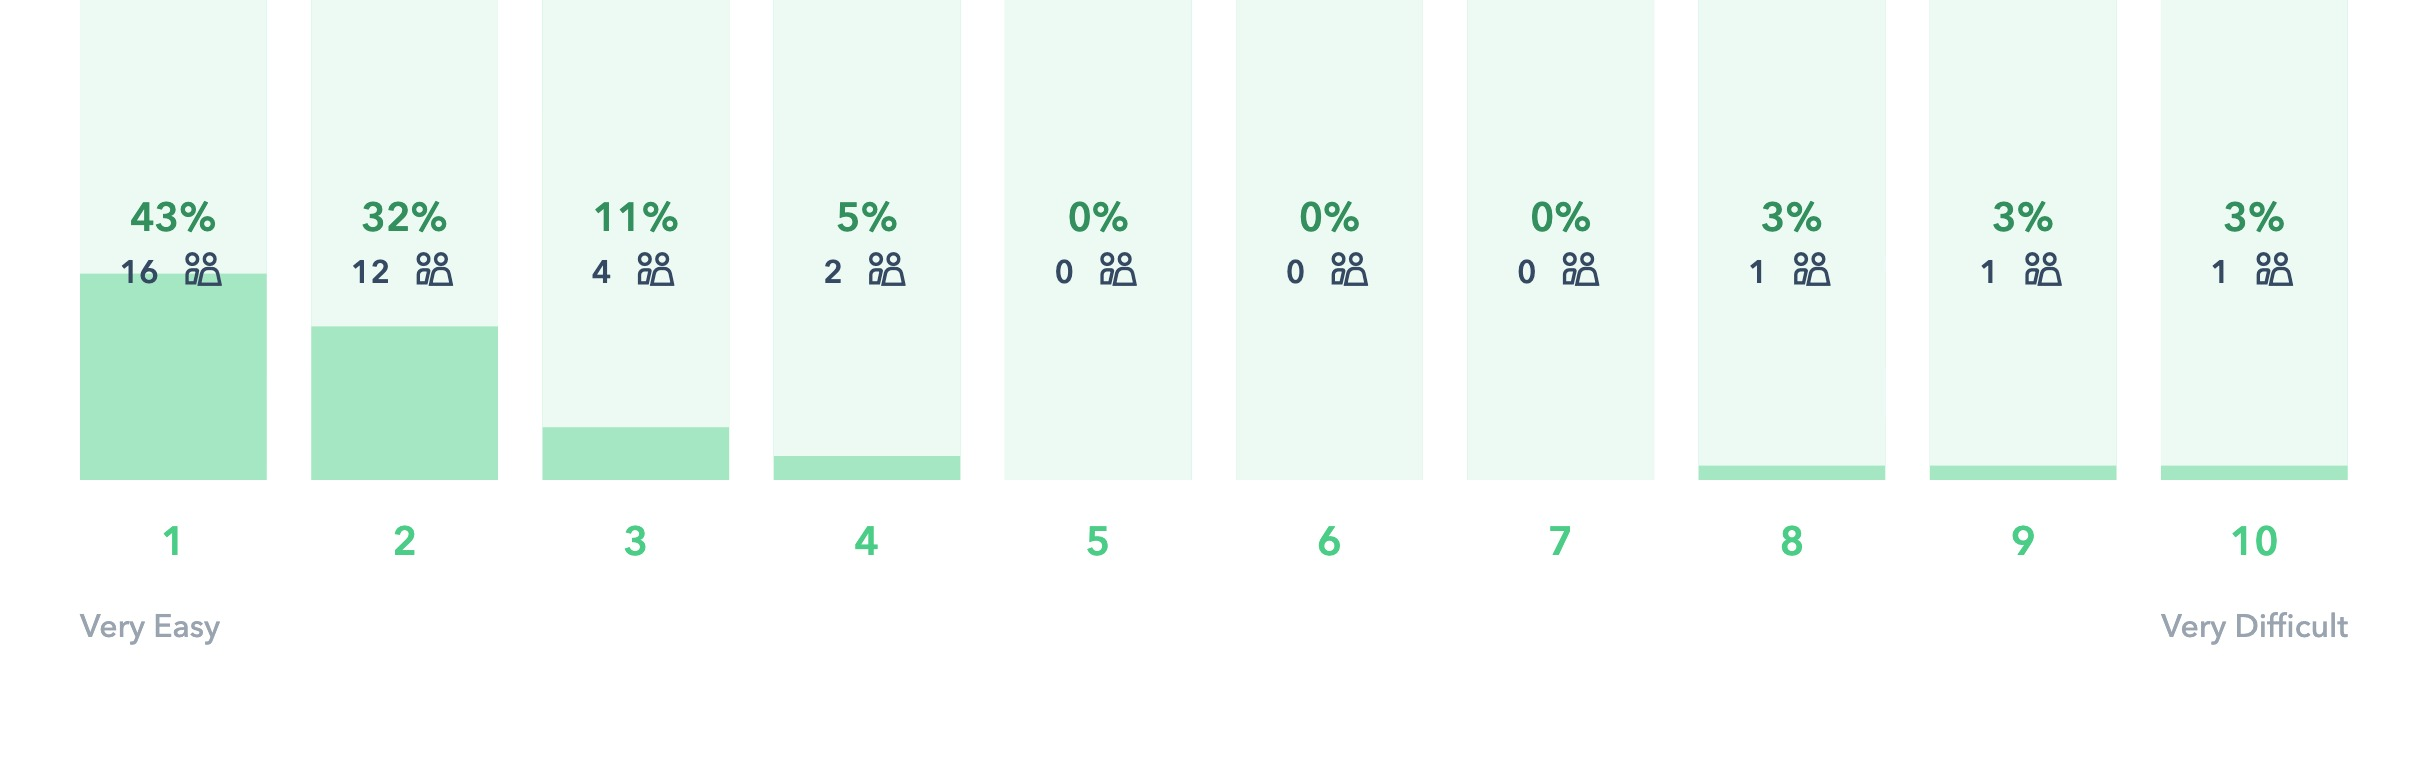 43% 32% 11% 5% 0% 0% 0% 3% 3% 3%
16 12 4 2 0 0 0 1 1 1
1 2 3 4 5 6 7 8 9 10
Very Easy Very Difficult